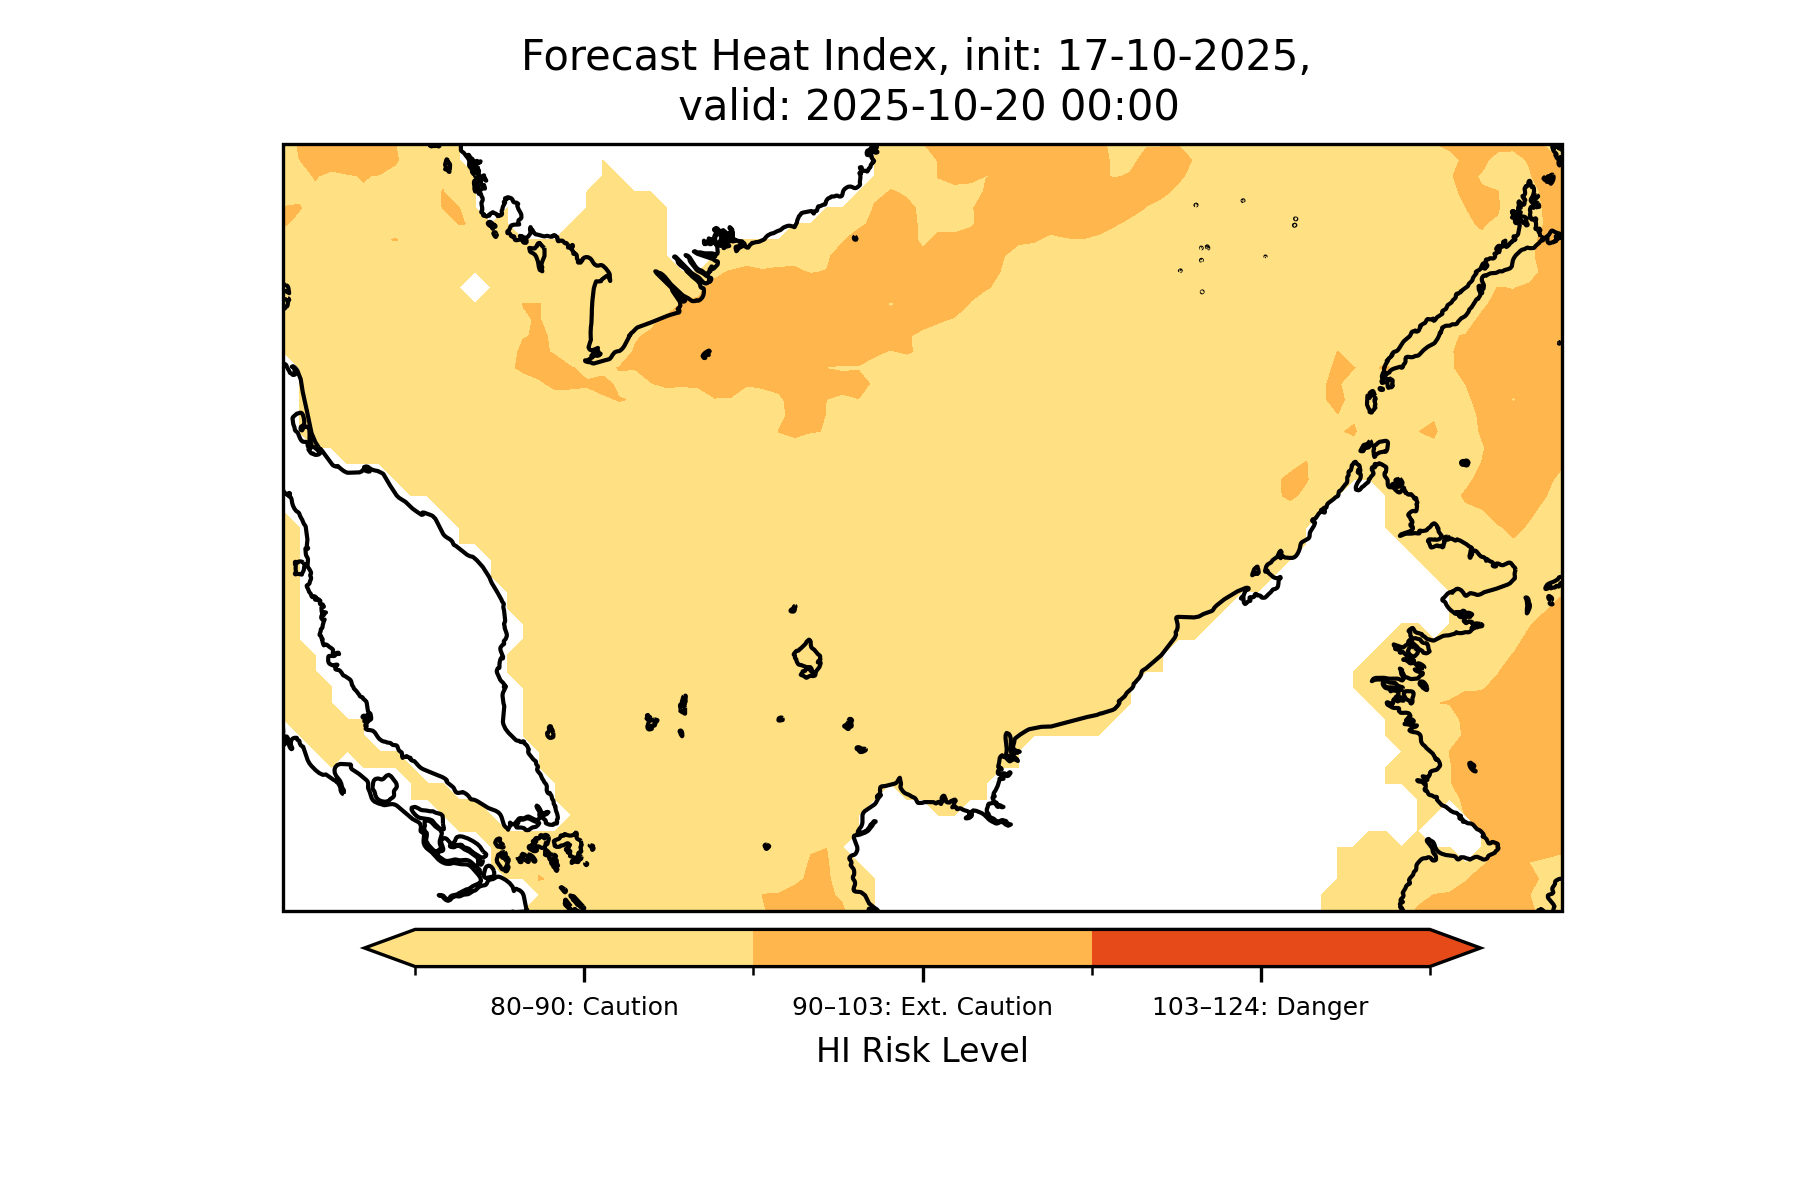 Forecast Heat Index, init: 17-10-2025,
valid: 2025-10-20 00:00
80–90: Caution
90–103: Ext. Caution
103–124: Danger
HI Risk Level